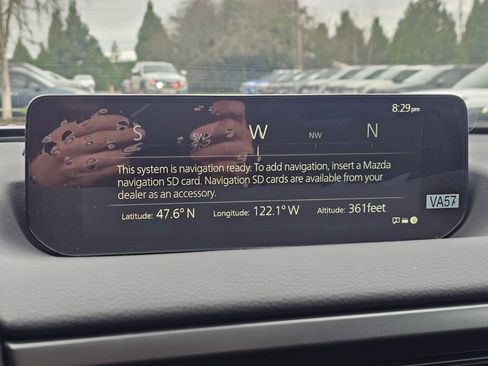 8:29pm
S SW W NW N
This system is navigation ready. To add navigation, insert a Mazda
navigation SD card. Navigation SD cards are available from your
dealer as an accessory.
Latitude: 47.6° N Longitude: 122.1° W Altitude: 361feet
VA57